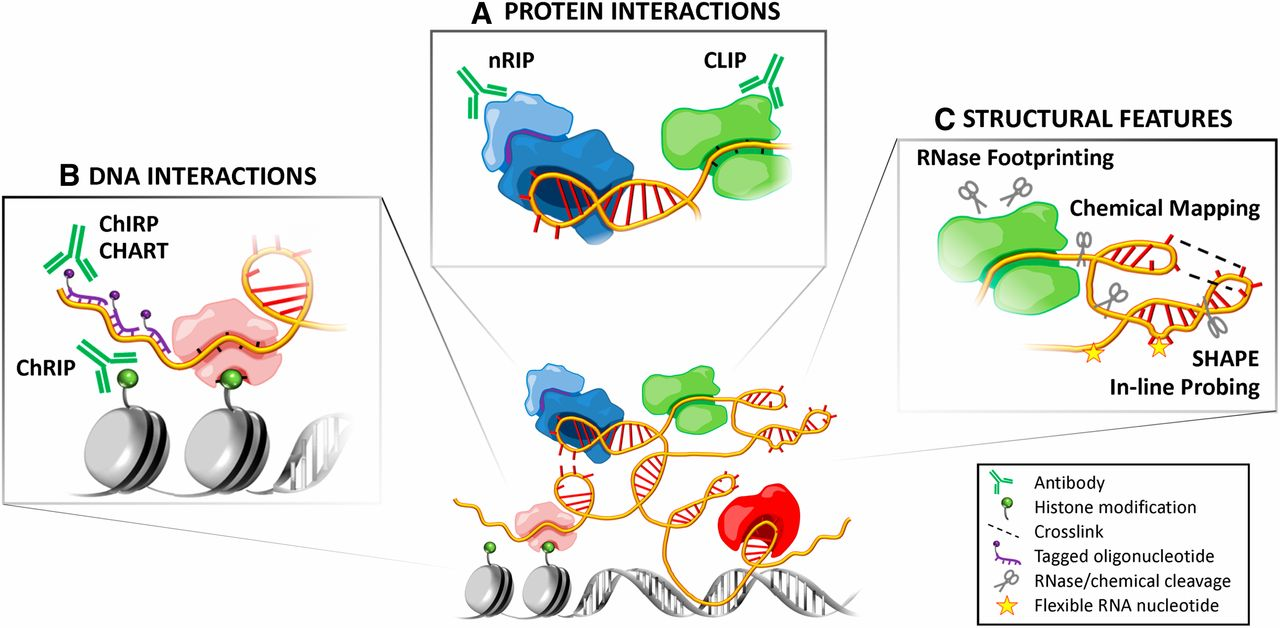 A PROTEIN INTERACTIONS
nRIP
CLIP
B DNA INTERACTIONS
ChIRP
CHART
ChRIP
C STRUCTURAL FEATURES
RNase Footprinting
Chemical Mapping
SHAPE
In-line Probing
Antibody
Histone modification
Crosslink
Tagged oligonucleotide
RNase/chemical cleavage
Flexible RNA nucleotide